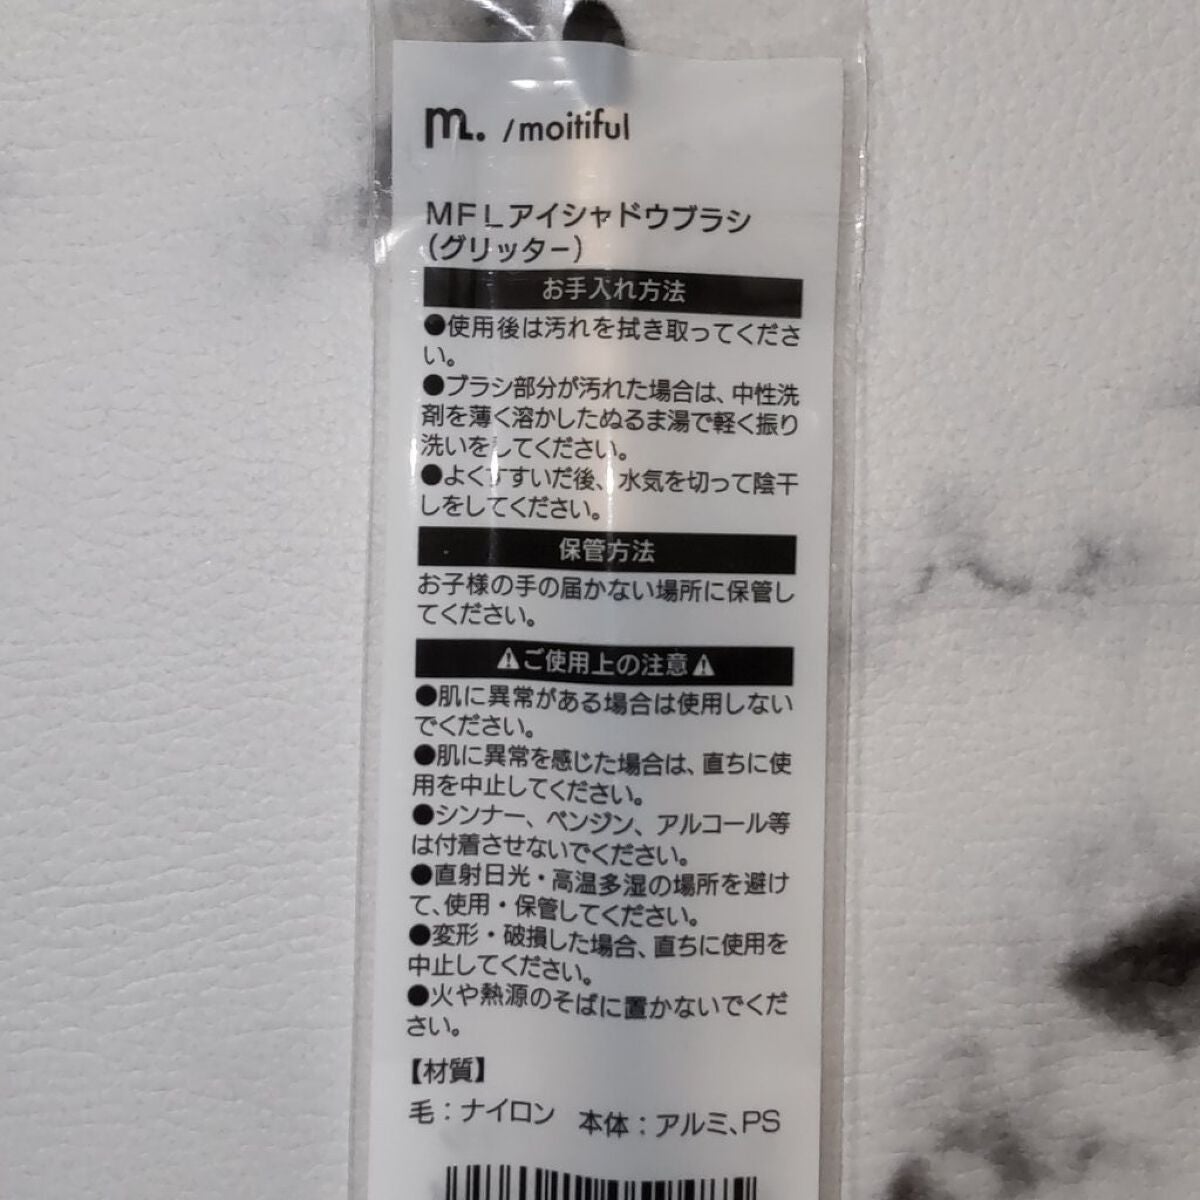 m. /moitiful
ＭＦＬアイシャドウブラシ
（グリッター）
お手入れ方法
●使用後は汚れを拭き取ってくださ
い。
●ブラシ部分が汚れた場合は、中性洗
剤を薄く溶かしたぬるま湯で軽く振り
洗いをしてください。
●よくすすいだ後、水気を切って陰干
しをしてください。
保管方法
お子様の手の届かない場所に保管し
てください。
⚠ご使用上の注意⚠
●肌に異常がある場合は使用しない
でください。
●肌に異常を感じた場合は、直ちに使
用を中止してください。
●シンナー、ベンジン、アルコール等
は付着させないでください。
●直射日光・高温多湿の場所を避け
て、使用・保管してください。
●変形・破損した場合、直ちに使用を
中止してください。
●火や熱源のそばに置かないでくだ
さい。
【材質】
毛：ナイロン　本体：アルミ、PS